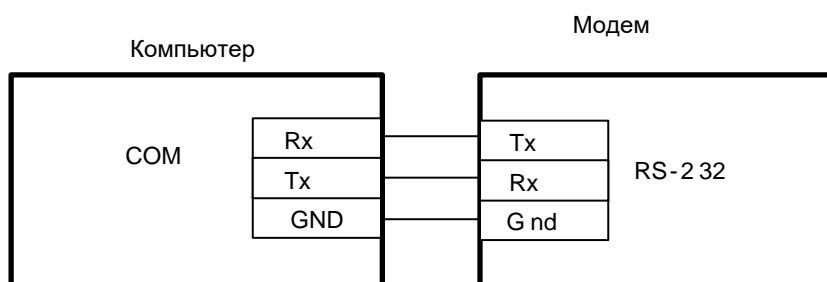 Модем
Компьютер
COM
Rx
Tx
GND
Tx
Rx
G nd
RS-2 32